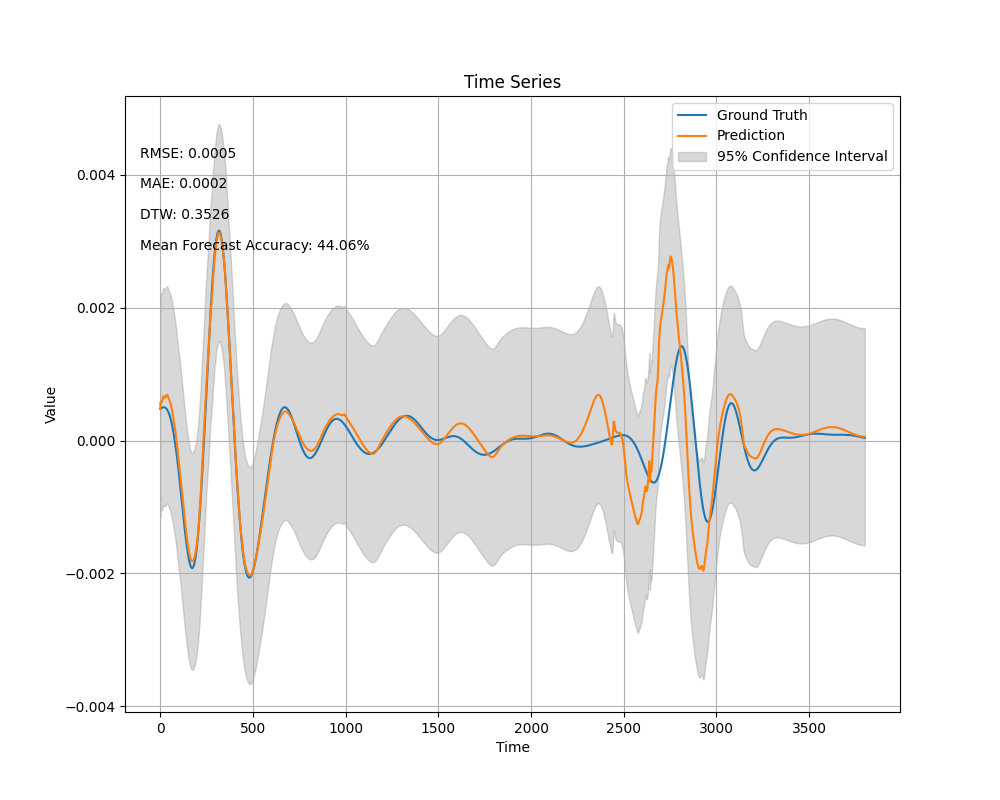 Time Series
Ground Truth
Prediction
95% Confidence Interval
RMSE: 0.0005
MAE: 0.0002
DTW: 0.3526
Mean Forecast Accuracy: 44.06%
0.004
0.002
0.000
−0.002
−0.004
Value
0 500 1000 1500 2000 2500 3000 3500
Time